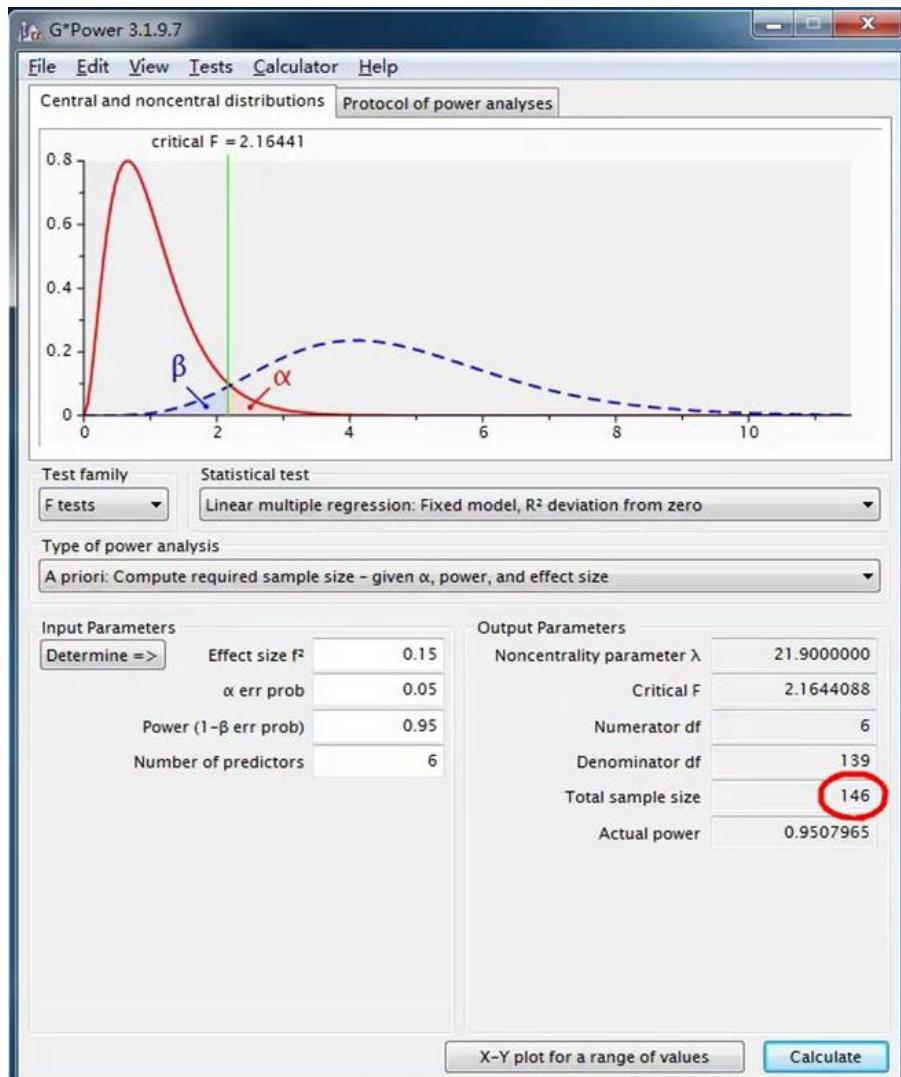 G*Power 3.1.9.7
File Edit View Tests Calculator Help
Central and noncentral distributions Protocol of power analyses
critical F = 2.16441
0.8
0.6
0.4
0.2
0
β
α
0 2 4 6 8 10
Test family Statistical test
F tests Linear multiple regression: Fixed model, R² deviation from zero
Type of power analysis
A priori: Compute required sample size - given α, power, and effect size
Input Parameters
Determine => Effect size f² 0.15
α err prob 0.05
Power (1-β err prob) 0.95
Number of predictors 6
Output Parameters
Noncentrality parameter λ 21.9000000
Critical F 2.1644088
Numerator df 6
Denominator df 139
Total sample size 146
Actual power 0.9507965
X-Y plot for a range of values Calculate